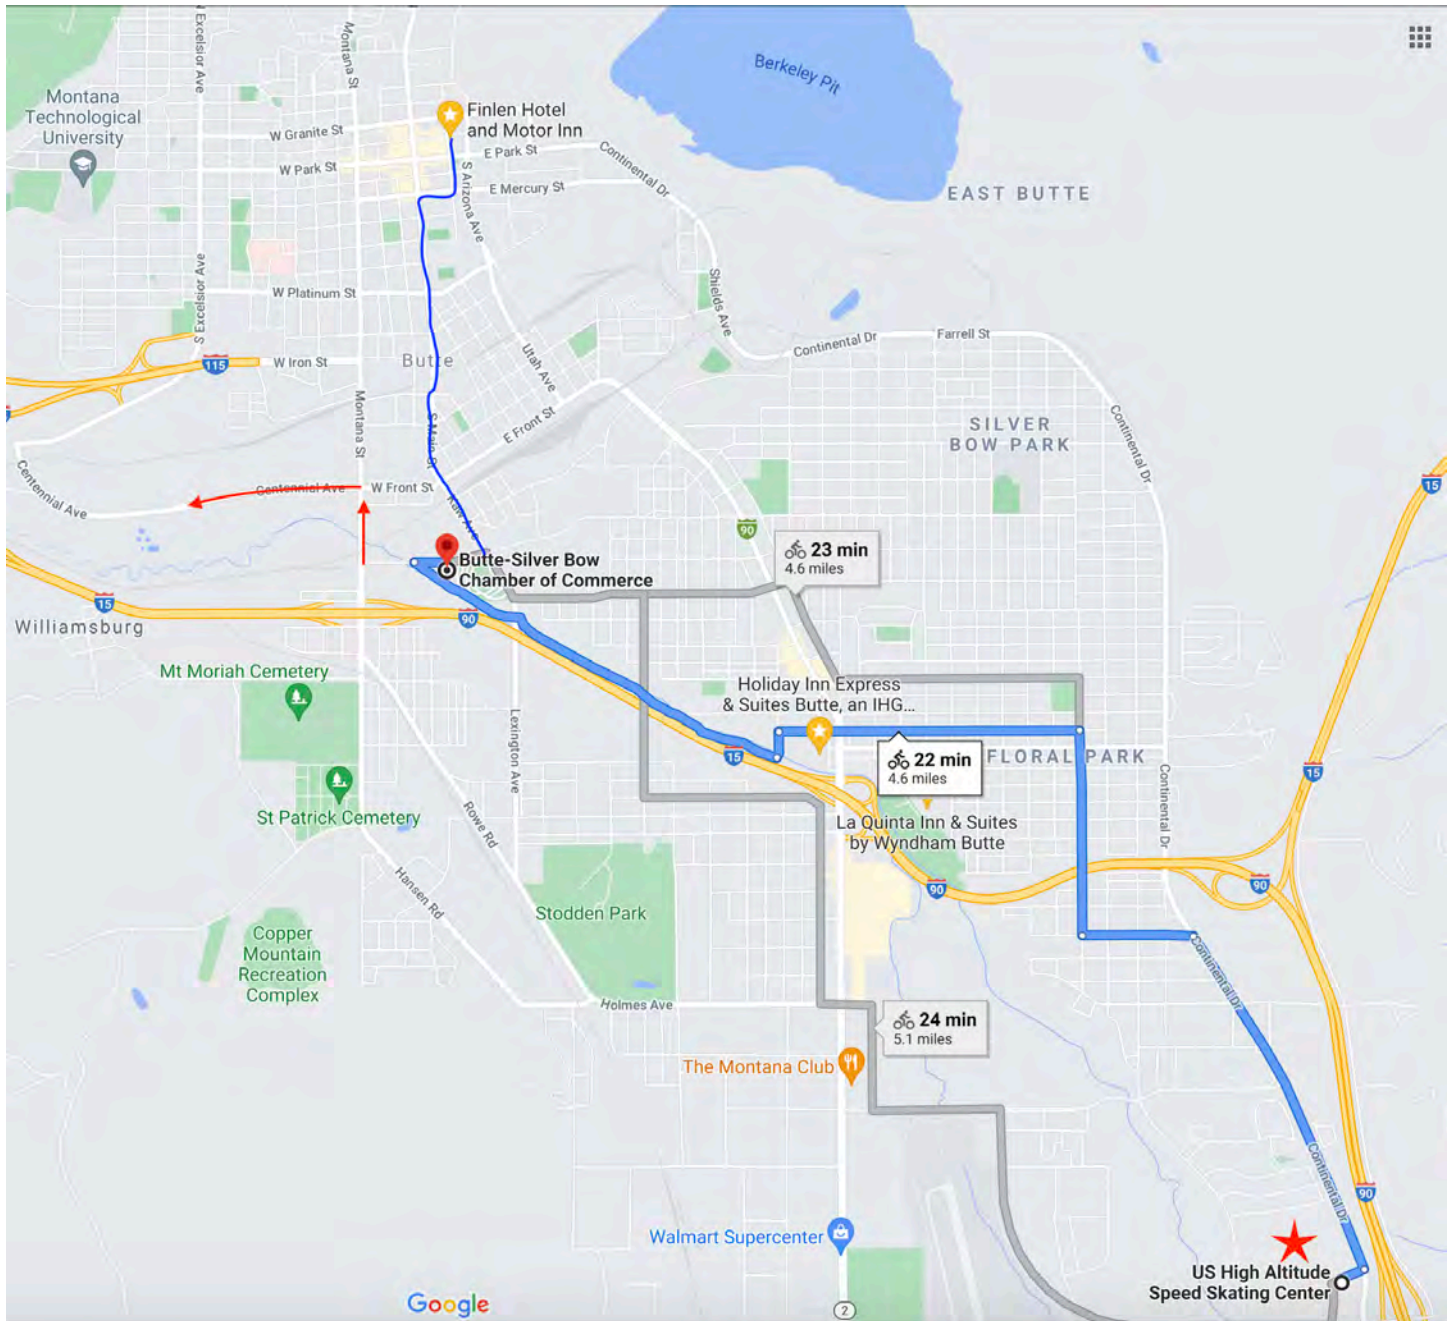 N Excelsior Ave
Montana St
Berkeley Pit
Montana
Technological
University
Finlen Hotel
and Motor Inn
W Granite St
W Park St
E Park St
Continental Dr
E Mercury St
S Arizona Ave
EAST BUTTE
S Excelsior Ave
W Platinum St
Shields Ave
Utah Ave
Continental Dr
Farrell St
115
W Iron St
Butte
Montana St
S Main St
E Front St
SILVER
BOW PARK
Continental Dr
Centennial Ave
Centennial Ave
W Front St
Kaw Ave
15
90
23 min
4.6 miles
Butte-Silver Bow
Chamber of Commerce
15
90
Williamsburg
Mt Moriah Cemetery
Holiday Inn Express
& Suites Butte, an IHG...
Lexington Ave
15
22 min
4.6 miles
FLORAL PARK
15
Continental Dr
St Patrick Cemetery
Rowe Rd
La Quinta Inn & Suites
by Wyndham Butte
Hansen Rd
90
90
Stodden Park
Copper
Mountain
Recreation
Complex
Continental Dr
Holmes Ave
24 min
5.1 miles
The Montana Club
Continental Dr
90
Walmart Supercenter
US High Altitude
Speed Skating Center
Google
2